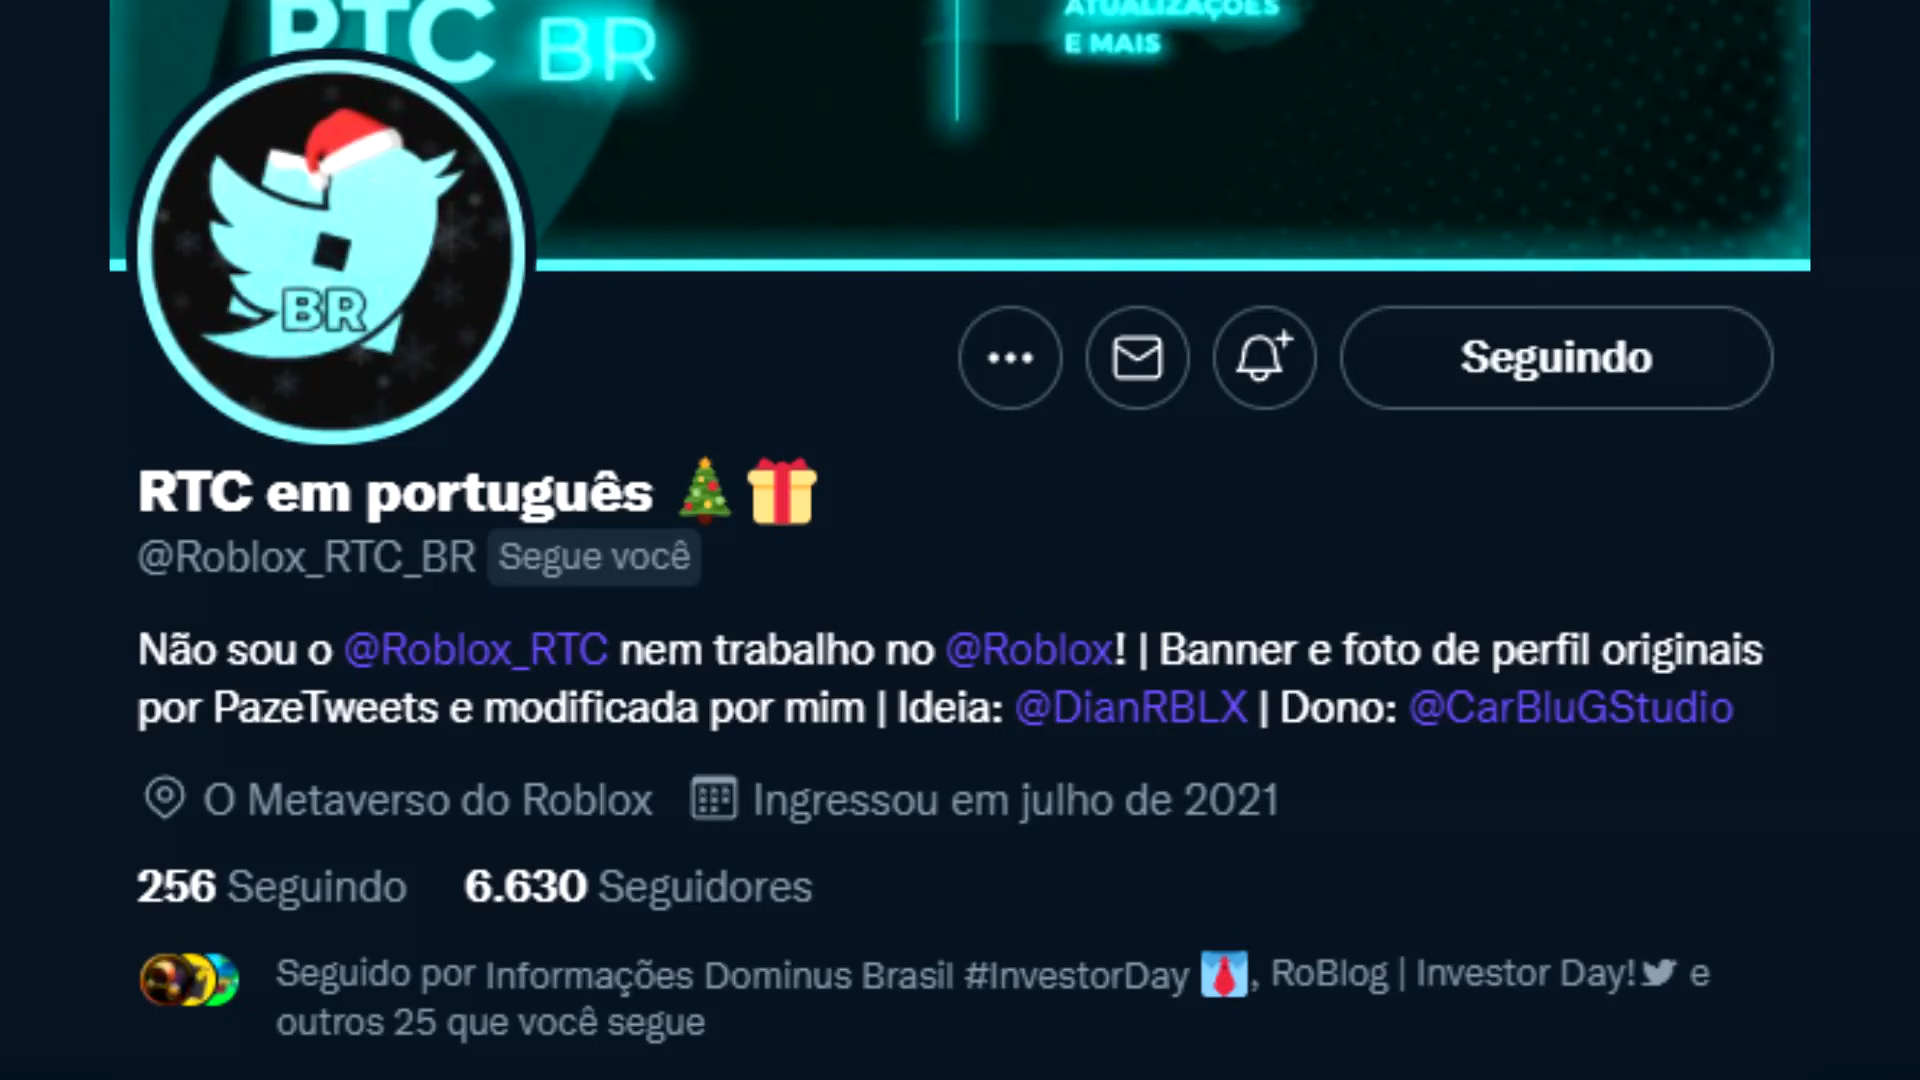 RTC BR
ATUALIZAÇÕES
E MAIS
BR
Seguindo
RTC em português 🎄🎁
@Roblox_RTC_BR Segue você
Não sou o @Roblox_RTC nem trabalho no @Roblox! | Banner e foto de perfil originais
por PazeTweets e modificada por mim | Ideia: @DianRBLX | Dono: @CarBluGStudio
O Metaverso do Roblox Ingressou em julho de 2021
256 Seguindo 6.630 Seguidores
Seguido por Informações Dominus Brasil #InvestorDay 👔, RoBlog | Investor Day! e
outros 25 que você segue